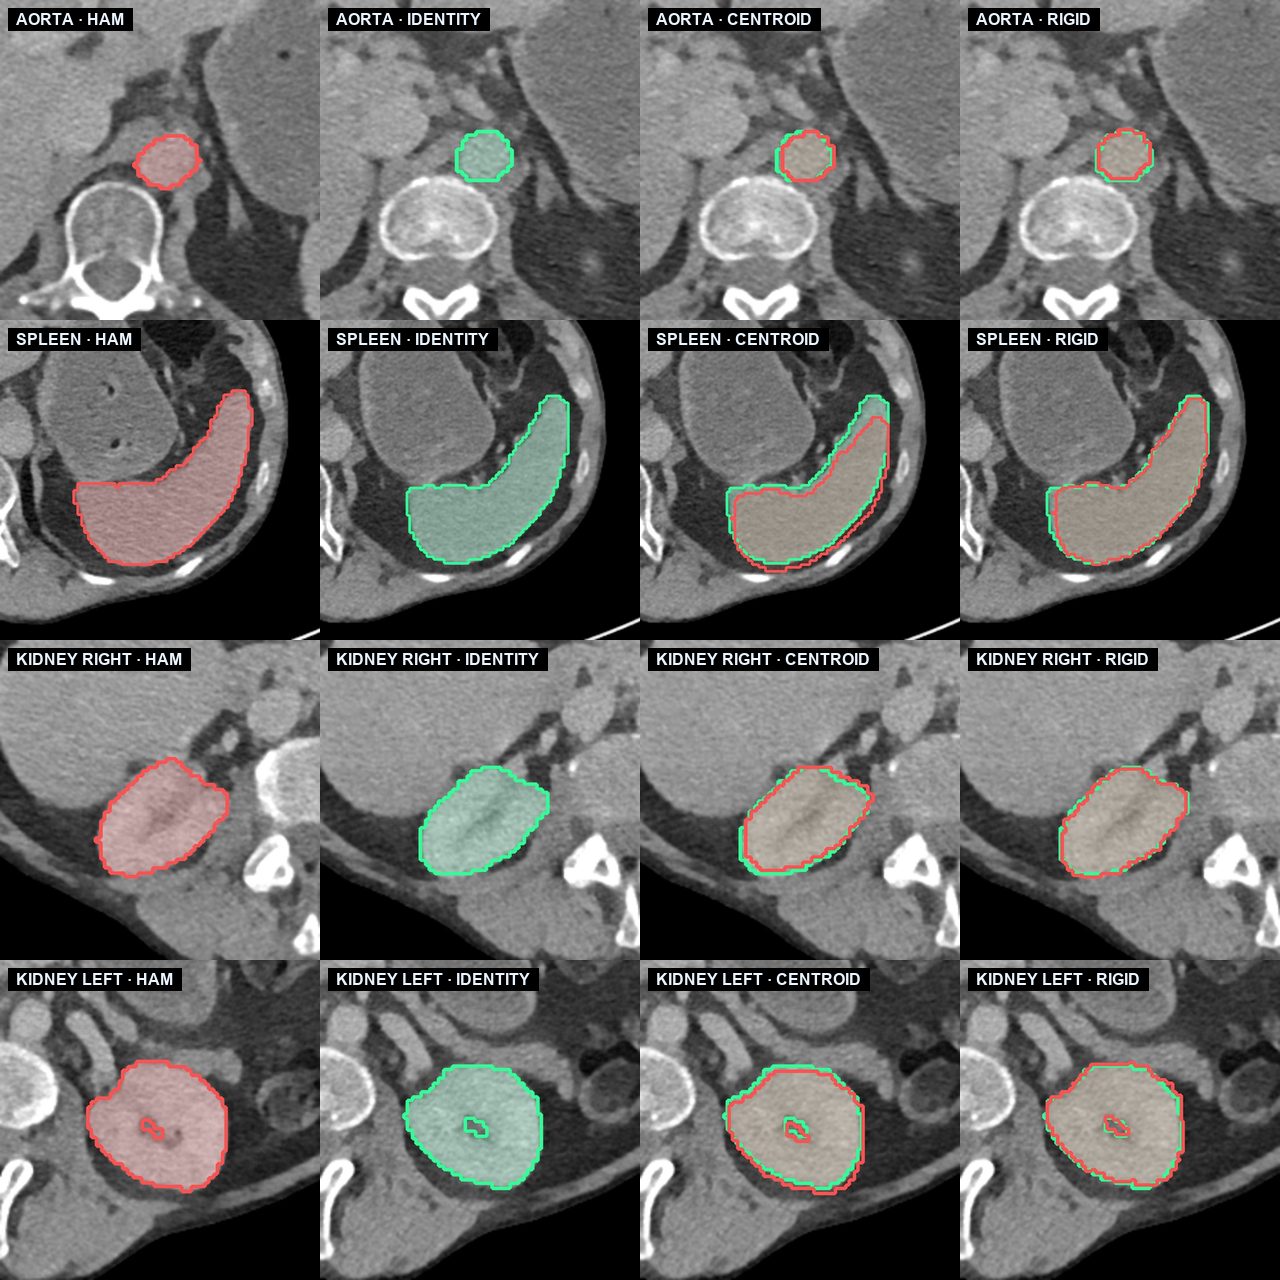 AORTA · HAM
AORTA · IDENTITY
AORTA · CENTROID
AORTA · RIGID
SPLEEN · HAM
SPLEEN · IDENTITY
SPLEEN · CENTROID
SPLEEN · RIGID
KIDNEY RIGHT · HAM
KIDNEY RIGHT · IDENTITY
KIDNEY RIGHT · CENTROID
KIDNEY RIGHT · RIGID
KIDNEY LEFT · HAM
KIDNEY LEFT · IDENTITY
KIDNEY LEFT · CENTROID
KIDNEY LEFT · RIGID